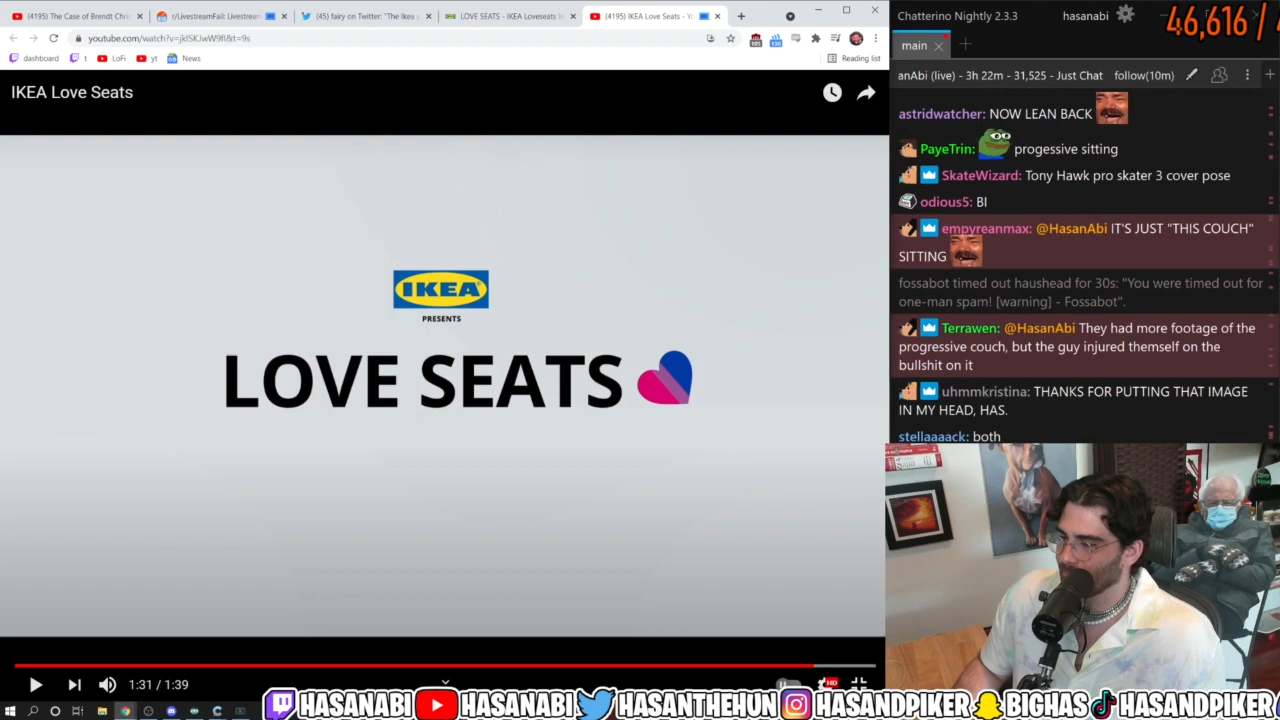 (4195) The Case of Brendt Chr
r/LivestreamFail: Livestream
(45) fairy on Twitter: "The Ikea p
LOVE SEATS - IKEA Loveseats In
(4195) IKEA Love Seats - Yo
youtube.com/watch?v=jkISKJwW9fI&t=9s
dashboard
t
LoFi
yt
News
Reading list
IKEA Love Seats
IKEA
PRESENTS
LOVE SEATS
1:31 / 1:39
HD
Chatterino Nightly 2.3.3
hasanabi
46,616 /
main
anAbi (live) - 3h 22m - 31,525 - Just Chat
follow(10m)
astridwatcher: NOW LEAN BACK
PayeTrin: progessive sitting
SkateWizard: Tony Hawk pro skater 3 cover pose
odious5: BI
empyreanmax: @HasanAbi IT'S JUST "THIS COUCH"
SITTING
fossabot timed out haushead for 30s: "You were timed out for
one-man spam! [warning] - Fossabot".
Terrawen: @HasanAbi They had more footage of the
progressive couch, but the guy injured themself on the
bullshit on it
uhmmkristina: THANKS FOR PUTTING THAT IMAGE
IN MY HEAD, HAS.
stellaaaack: both
HASANABI
HASANABI
HASANTHEHUN
HASANDPIKER
BIGHAS
HASANDPIKER